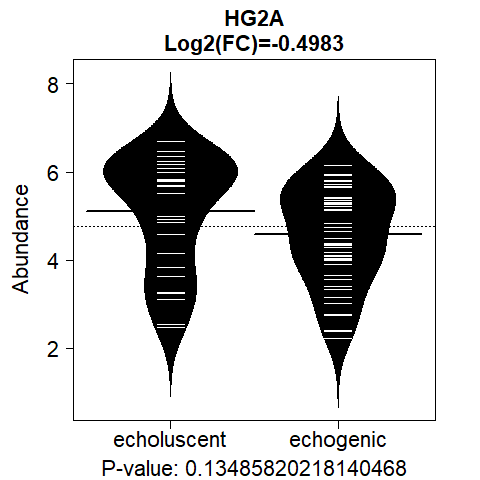 HG2A
Log2(FC)=-0.4983
8
6
4
2
Abundance
echoluscent echogenic
P-value: 0.13485820218140468